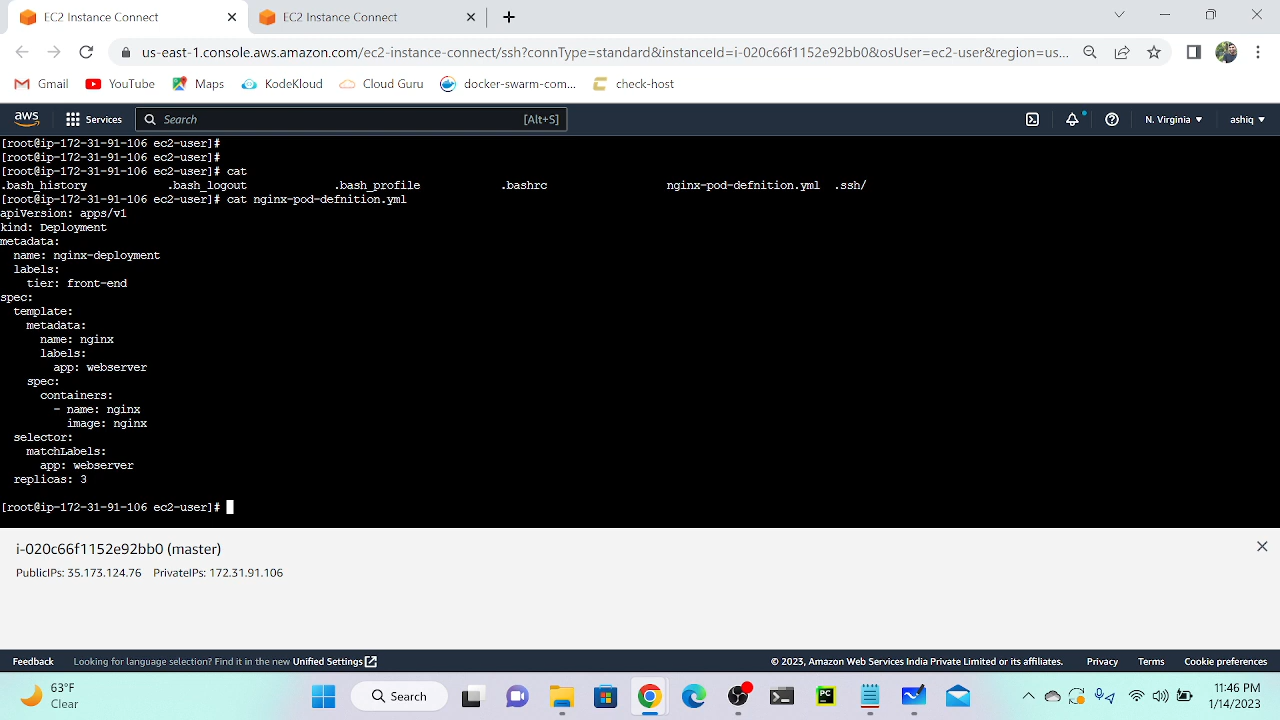 EC2 Instance Connect
EC2 Instance Connect
us-east-1.console.aws.amazon.com/ec2-instance-connect/ssh?connType=standard&instanceId=i-020c66f1152e92bb0&osUser=ec2-user&region=us...
Gmail YouTube Maps KodeKloud Cloud Guru docker-swarm-com... check-host
aws Services Search [Alt+S] N. Virginia ashiq
[root@ip-172-31-91-106 ec2-user]#
[root@ip-172-31-91-106 ec2-user]#
[root@ip-172-31-91-106 ec2-user]# cat
.bash_history .bash_logout .bash_profile .bashrc nginx-pod-defnition.yml .ssh/
[root@ip-172-31-91-106 ec2-user]# cat nginx-pod-defnition.yml
apiVersion: apps/v1
kind: Deployment
metadata:
  name: nginx-deployment
  labels:
    tier: front-end
spec:
  template:
    metadata:
      name: nginx
      labels:
        app: webserver
    spec:
      containers:
        - name: nginx
          image: nginx
  selector:
    matchLabels:
      app: webserver
  replicas: 3
[root@ip-172-31-91-106 ec2-user]#
i-020c66f1152e92bb0 (master)
PublicIPs: 35.173.124.76 PrivateIPs: 172.31.91.106
Feedback Looking for language selection? Find it in the new Unified Settings © 2023, Amazon Web Services India Private Limited or its affiliates. Privacy Terms Cookie preferences
63°F
Clear
Search
PC
11:46 PM
1/14/2023